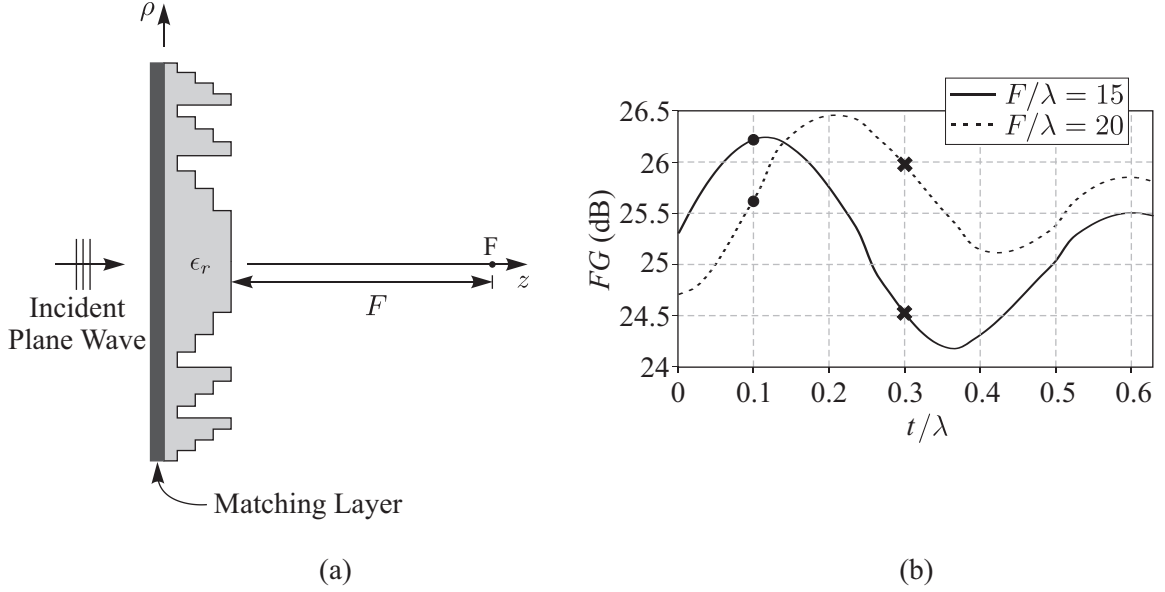 ρ
ϵr
F
z
F
Incident
Plane Wave
Matching Layer
(a)
F/λ = 15
F/λ = 20
26.5
26
25.5
25
24.5
24
FG (dB)
0 0.1 0.2 0.3 0.4 0.5 0.6
t/λ
(b)